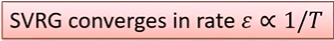 SVRG converges in rate ε ∝ 1/T